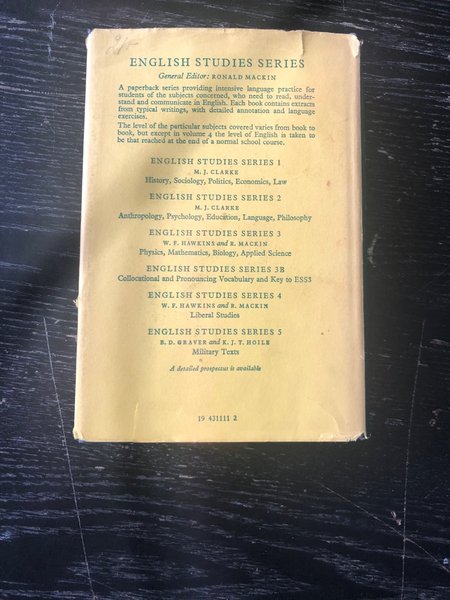 ENGLISH STUDIES SERIES
General Editor: RONALD MACKIN
A paperback series providing intensive language practice for
students of the subjects concerned, who need to read, under-
stand and communicate in English. Each book contains extracts
from typical writings, with detailed annotation and language
exercises.
The level of the particular subjects covered varies from book to
book, but except in volume 4 the level of English is taken to
be that reached at the end of a normal school course.
ENGLISH STUDIES SERIES 1
M. J. CLARKE
History, Sociology, Politics, Economics, Law
ENGLISH STUDIES SERIES 2
M. J. CLARKE
Anthropology, Psychology, Education, Language, Philosophy
ENGLISH STUDIES SERIES 3
W. F. HAWKINS and R. MACKIN
Physics, Mathematics, Biology, Applied Science
ENGLISH STUDIES SERIES 3B
Collocational and Pronouncing Vocabulary and Key to ESS3
ENGLISH STUDIES SERIES 4
W. F. HAWKINS and R. MACKIN
Liberal Studies
ENGLISH STUDIES SERIES 5
B. D. GRAVER and K. J. T. HOILE
Military Texts
A detailed prospectus is available
19 431111 2